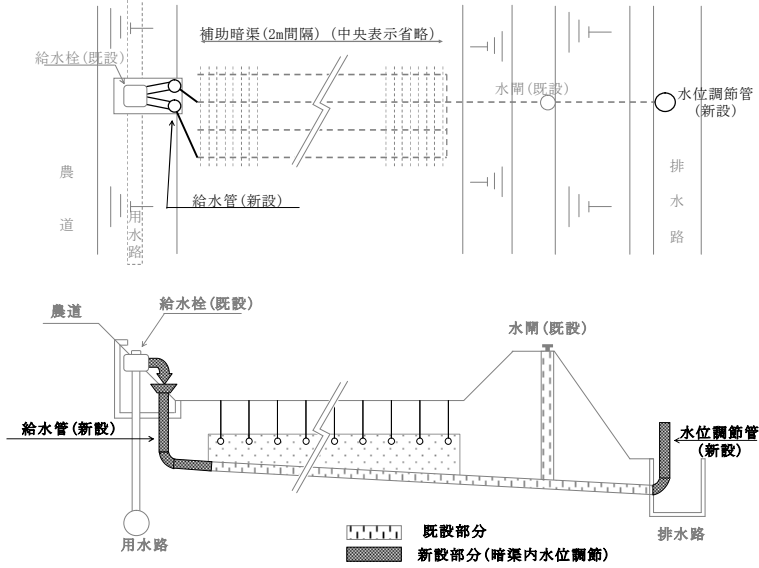 補助暗渠(2m間隔)(中央表示省略)
給水栓(既設)
水閘(既設)
水位調節管
(新設)
農道
用水路
給水管(新設)
排水路
農道
給水栓(既設)
水閘(既設)
給水管(新設)
水位調節管
(新設)
用水路
排水路
既設部分
新設部分(暗渠内水位調節)